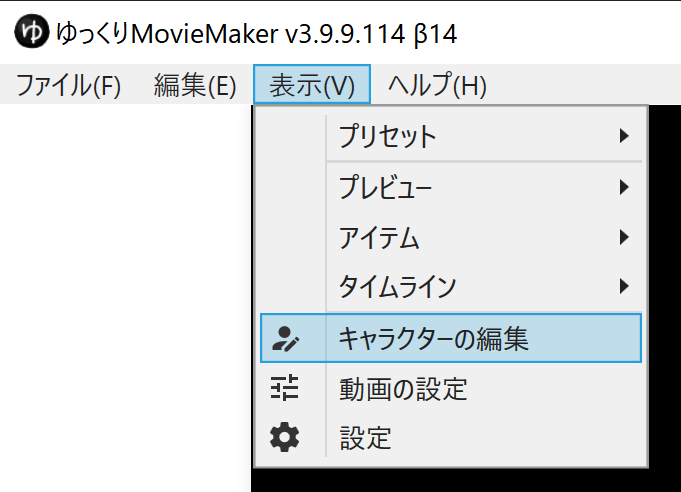 ゆ ゆっくりMovieMaker v3.9.9.114 β14
ファイル(F) 編集(E) 表示(V) ヘルプ(H)
プリセット
プレビュー
アイテム
タイムライン
キャラクターの編集
動画の設定
設定